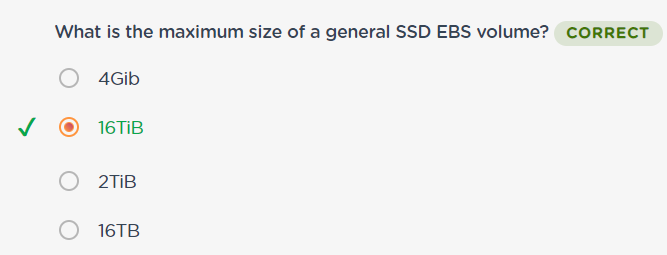 What is the maximum size of a general SSD EBS volume? CORRECT
4Gib
16TiB
2TiB
16TB